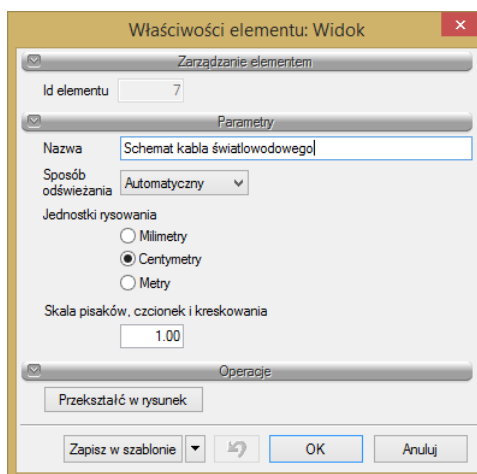 Właściwości elementu: Widok
Zarządzanie elementem
Id elementu 7
Parametry
Nazwa Schemat kabla światlowodowego
Sposób
odświeżania Automatyczny
Jednostki rysowania
Milimetry
Centymetry
Metry
Skala pisaków, czcionek i kreskowania
1.00
Operacje
Przekształć w rysunek
Zapisz w szablonie OK Anuluj